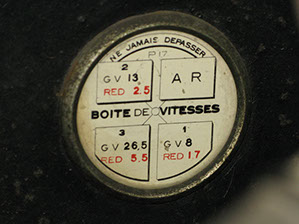 NE JAMAIS DEPASSER
P17
2
GV 13
RED 2.5
AR
BOITE DE VITESSES
3
GV 26,5
RED 5.5
1
GV 8
RED 1.7